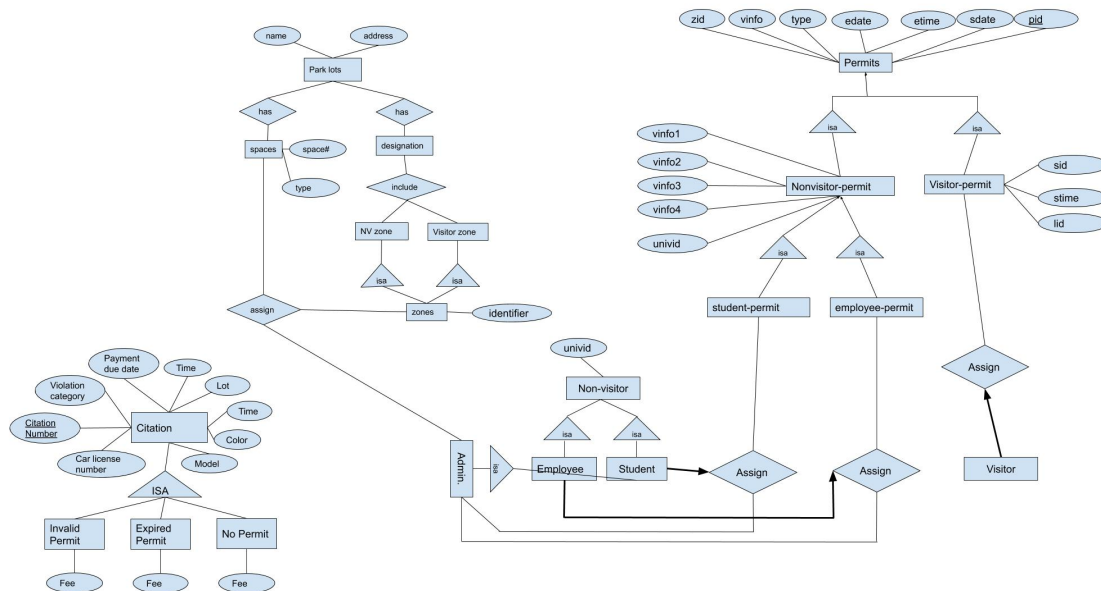 zid
vinfo
type
edate
etime
sdate
pid
name
address
Park lots
Permits
has
has
isa
isa
spaces
space#
designation
type
include
vinfo1
vinfo2
vinfo3
vinfo4
univid
Nonvisitor-permit
Visitor-permit
sid
stime
lid
NV zone
Visitor zone
isa
isa
isa
isa
assign
zones
identifier
student-permit
employee-permit
univid
Non-visitor
Assign
Payment
due date
Time
Violation
category
Lot
Citation
Number
Citation
Time
Color
Car license
number
Model
isa
isa
Admin.
isa
Employee
Student
Assign
Assign
Visitor
ISA
Invalid
Permit
Expired
Permit
No Permit
Fee
Fee
Fee